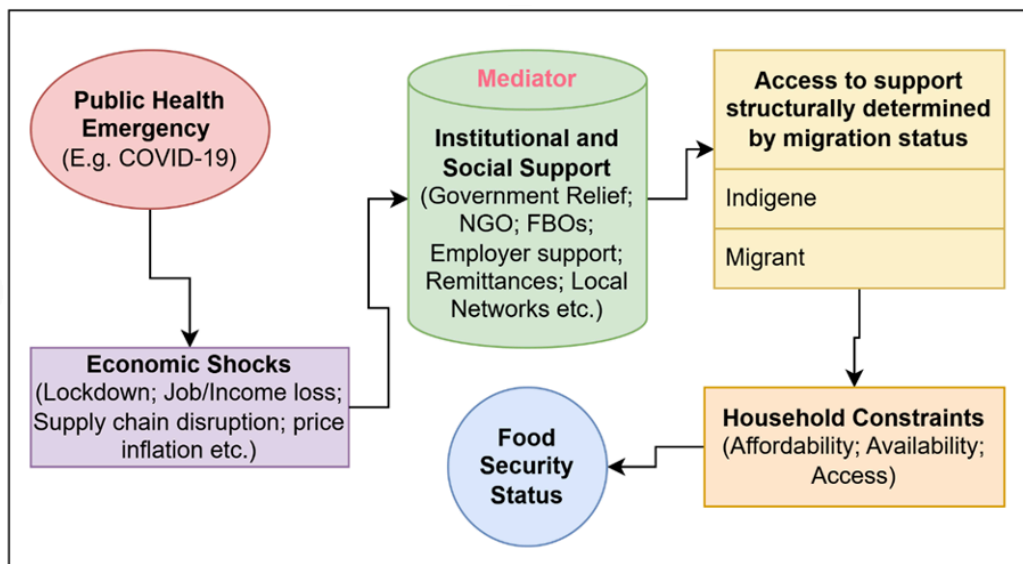 Public Health
Emergency
(E.g. COVID-19)
Economic Shocks
(Lockdown; Job/Income loss;
Supply chain disruption; price
inflation etc.)
Mediator
Institutional and
Social Support
(Government Relief;
NGO; FBOs;
Employer support;
Remittances; Local
Networks etc.)
Access to support
structurally determined
by migration status
Indigene
Migrant
Household Constraints
(Affordability; Availability;
Access)
Food
Security
Status